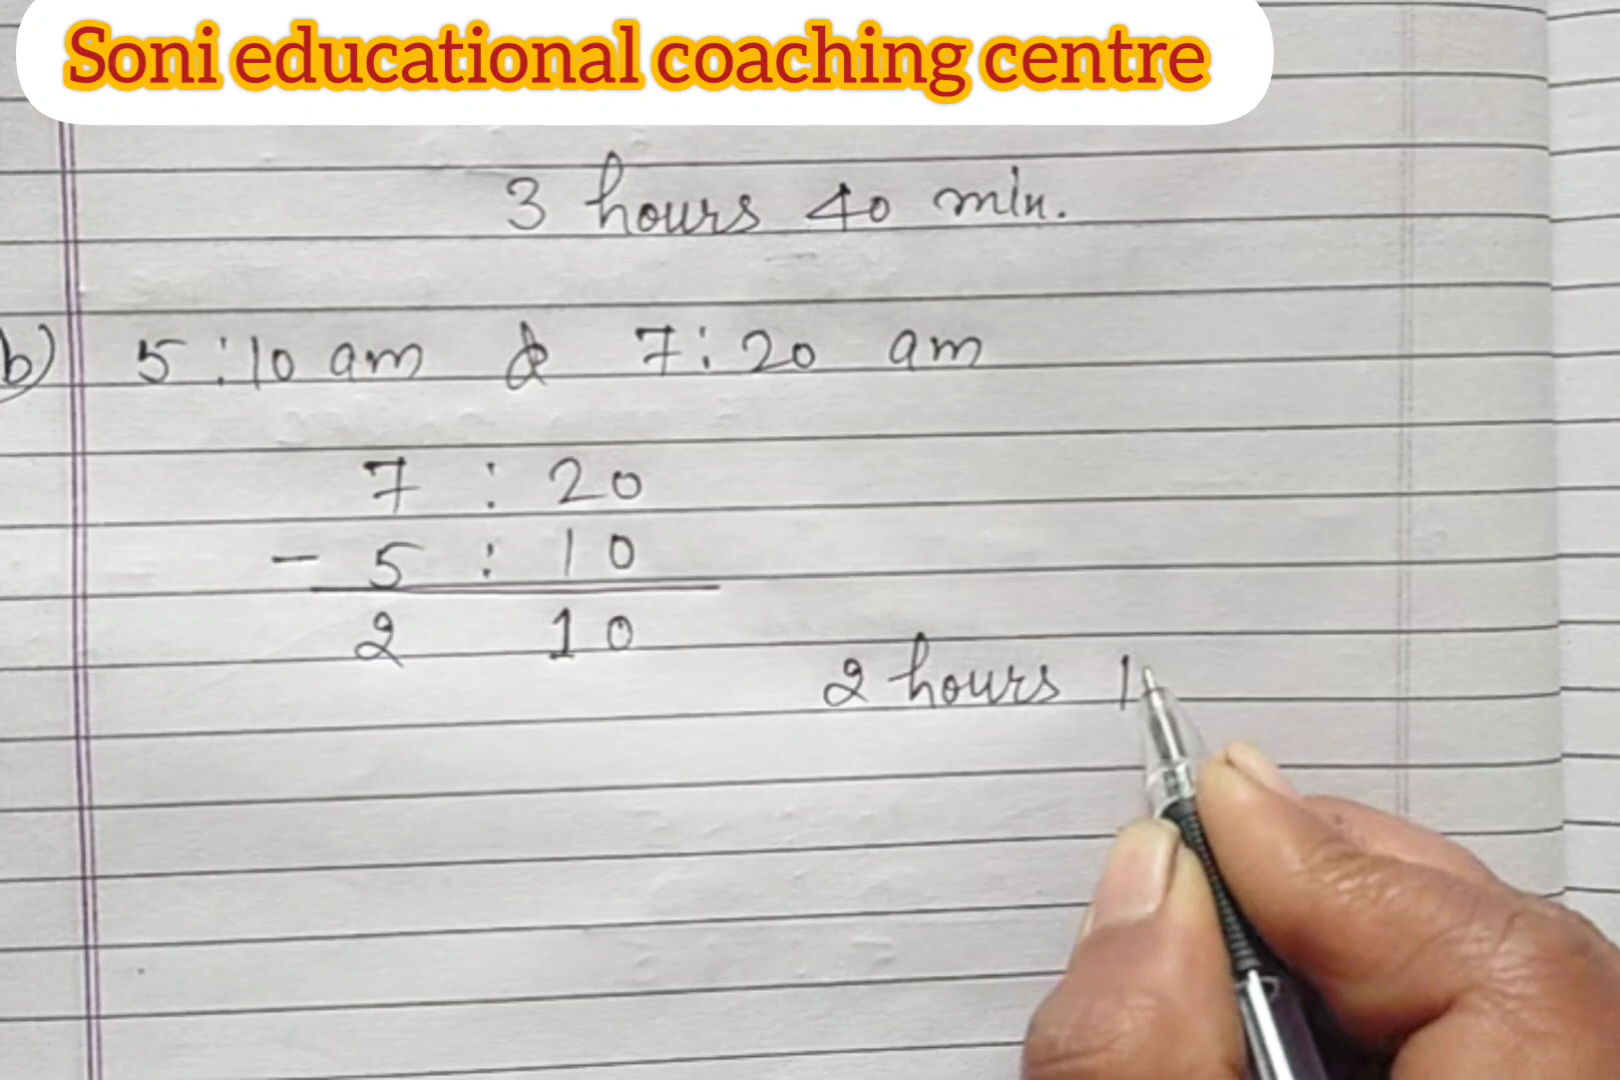 Soni educational coaching centre
3 hours 40 min.
b) 5:10 am & 7:20 am
7 : 20
- 5 : 10
2 10
2 hours 1